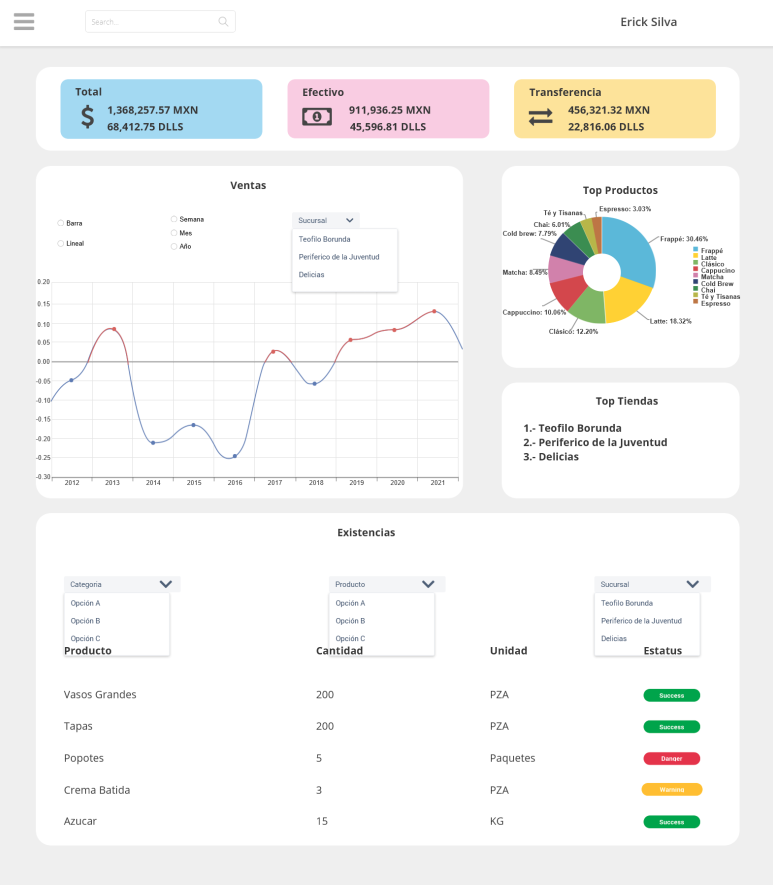 Search...
Erick Silva
Total
1,368,257.57 MXN
68,412.75 DLLS
Efectivo
911,936.25 MXN
45,596.81 DLLS
Transferencia
456,321.32 MXN
22,816.06 DLLS
Ventas
Barra
Lineal
Semana
Mes
Año
Sucursal
Teofilo Borunda
Periferico de la Juventud
Delicias
0.20
0.15
0.10
0.05
0.00
-0.05
-0.10
-0.15
-0.20
-0.25
-0.30
2012 2013 2014 2015 2016 2017 2018 2019 2020 2021
Top Productos
Espresso: 3.03%
Té y Tisanas
Chai: 6.01%
Cold brew: 7.79%
Matcha: 8.49%
Cappuccino: 10.06%
Clásico: 12.20%
Latte: 18.32%
Frappé: 30.46%
Frappé
Latte
Clásico
Cappucino
Matcha
Cold Brew
Chai
Té y Tisanas
Espresso
Top Tiendas
1.- Teofilo Borunda
2.- Periferico de la Juventud
3.- Delicias
Existencias
Categoria
Opción A
Opción B
Opción C
Producto
Opción A
Opción B
Opción C
Sucursal
Teofilo Borunda
Periferico de la Juventud
Delicias
Producto Cantidad Unidad Estatus
Vasos Grandes 200 PZA Success
Tapas 200 PZA Success
Popotes 5 Paquetes Danger
Crema Batida 3 PZA Warning
Azucar 15 KG Success